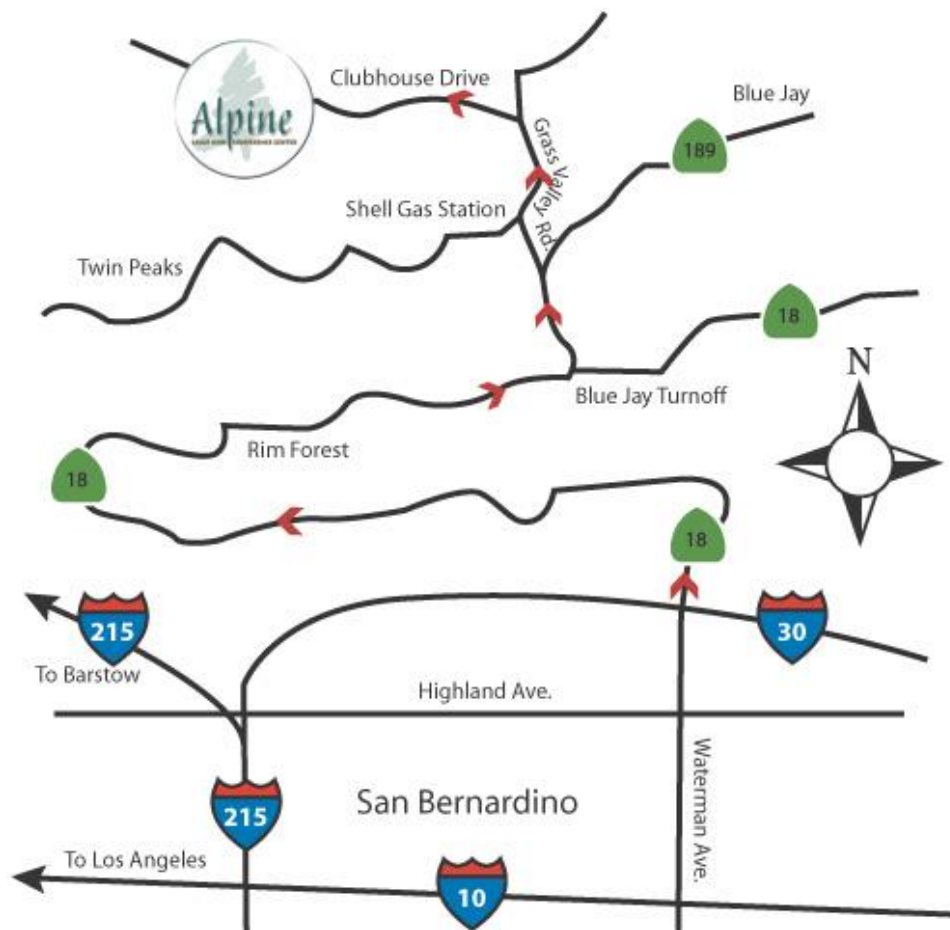 Clubhouse Drive
Alpine
Blue Jay
189
Grass Valley Rd.
Shell Gas Station
Twin Peaks
18
N
Blue Jay Turnoff
Rim Forest
18
18
215
30
To Barstow
Highland Ave.
Waterman Ave.
San Bernardino
215
To Los Angeles
10